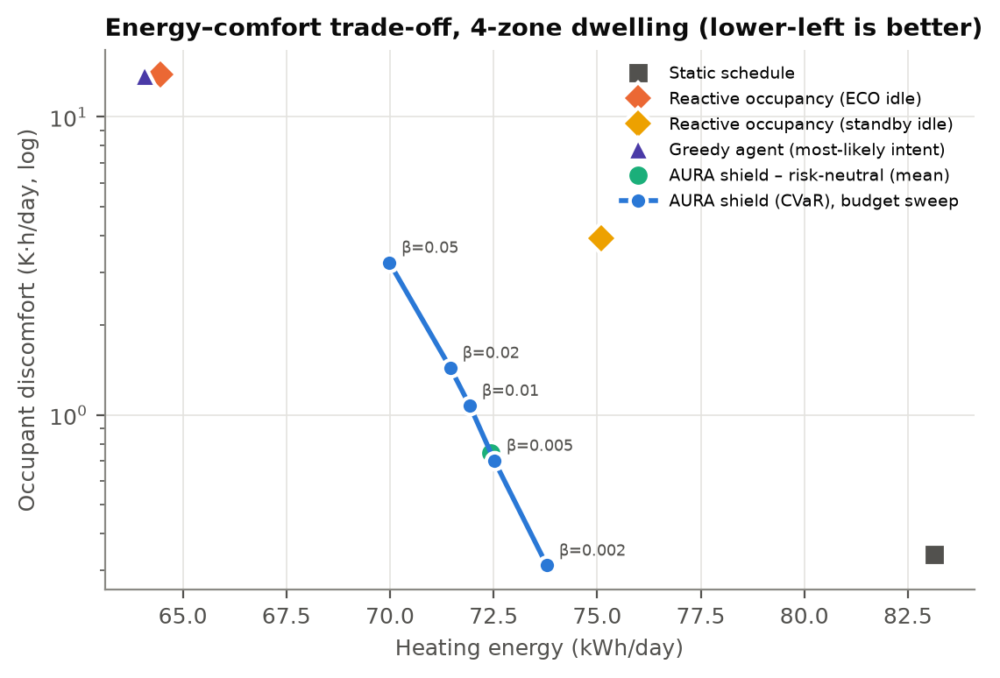 Energy–comfort trade-off, 4-zone dwelling (lower-left is better)
Static schedule
Reactive occupancy (ECO idle)
Reactive occupancy (standby idle)
Greedy agent (most-likely intent)
AURA shield – risk-neutral (mean)
AURA shield (CVaR), budget sweep
Occupant discomfort (K·h/day, log)
10¹
10⁰
β=0.05
β=0.02
β=0.01
β=0.005
β=0.002
65.0 67.5 70.0 72.5 75.0 77.5 80.0 82.5
Heating energy (kWh/day)